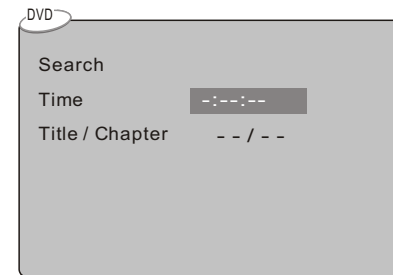 DVD
Search
Time -:--:--
Title / Chapter --/--